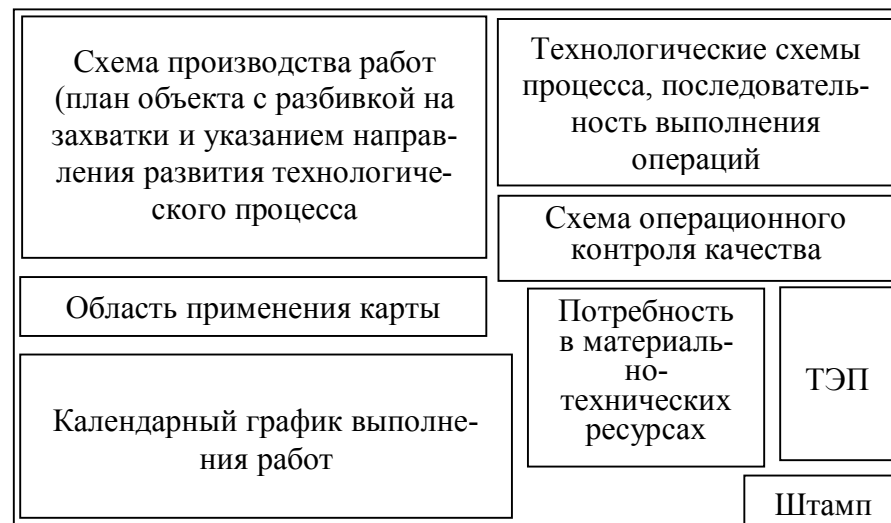 Схема производства работ
(план объекта с разбивкой на
захватки и указанием направ-
ления развития технологиче-
ского процесса
Технологические схемы
процесса, последователь-
ность выполнения
операций
Схема операционного
контроля качества
Область применения карты
Потребность
в материаль-
но-
технических
ресурсах
ТЭП
Календарный график выполне-
ния работ
Штамп